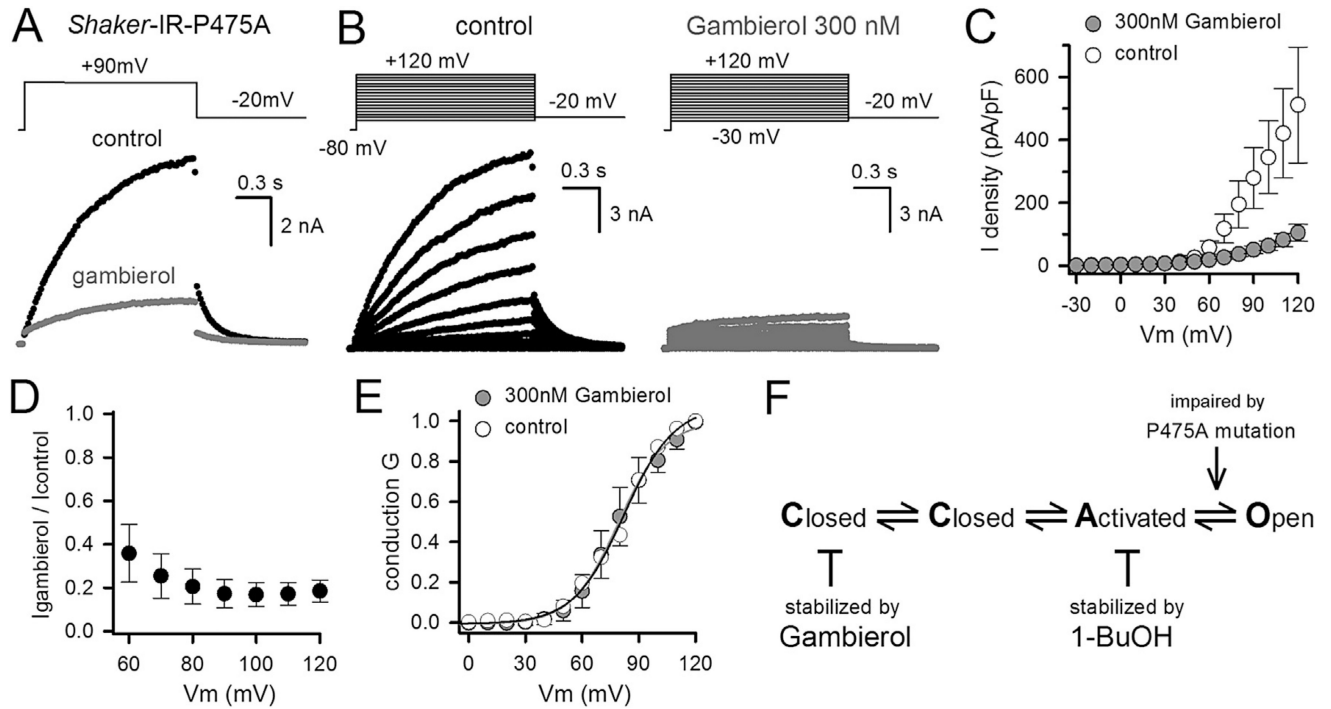 A
Shaker-IR-P475A
+90mV
-20mV
control
0.3 s
2 nA
gambierol
B
control
+120 mV
-20 mV
-80 mV
0.3 s
3 nA
Gambierol 300 nM
+120 mV
-20 mV
-30 mV
0.3 s
3 nA
C
300nM Gambierol
control
I density (pA/pF)
600
400
200
0
-30 0 30 60 90 120
Vm (mV)
D
Igambierol / Icontrol
1.0
0.8
0.6
0.4
0.2
0.0
60 80 100 120
Vm (mV)
E
300nM Gambierol
control
conduction G
1.0
0.8
0.6
0.4
0.2
0.0
0 30 60 90 120
Vm (mV)
F
impaired by
P475A mutation
Closed Closed Activated Open
stabilized by
Gambierol
stabilized by
1-BuOH